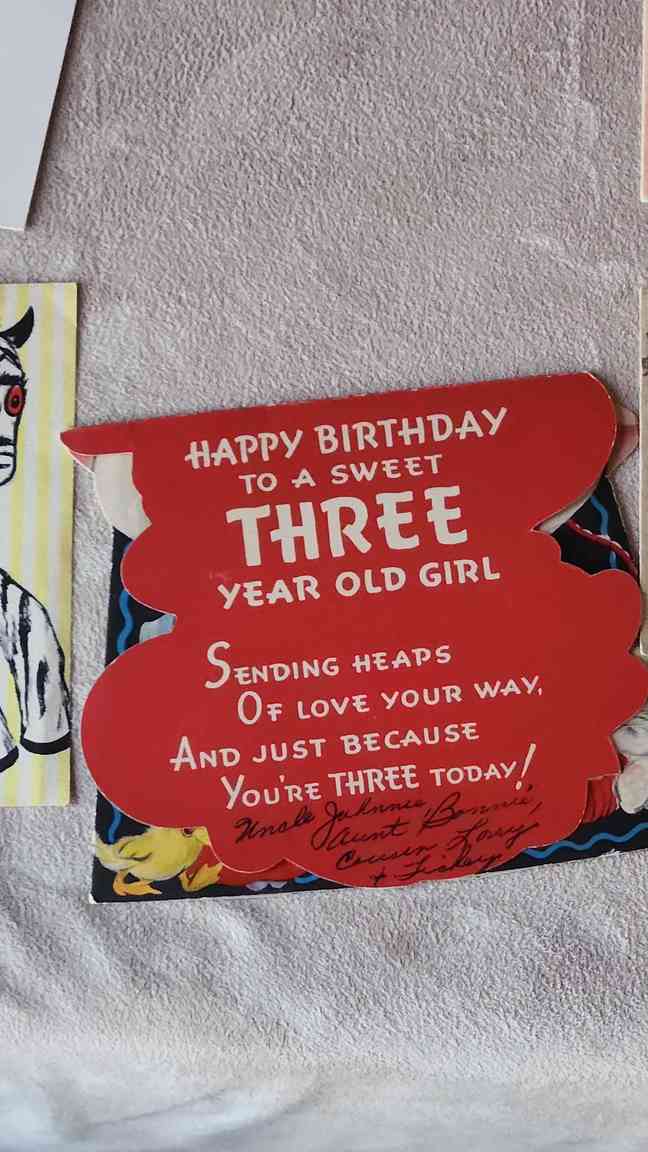 HAPPY BIRTHDAY
TO A SWEET
THREE
YEAR OLD GIRL
SENDING HEAPS
OF LOVE YOUR WAY,
AND JUST BECAUSE
YOU'RE THREE TODAY!
Uncle Johnnie
Aunt "Bonnie",
Cousin Larry
+